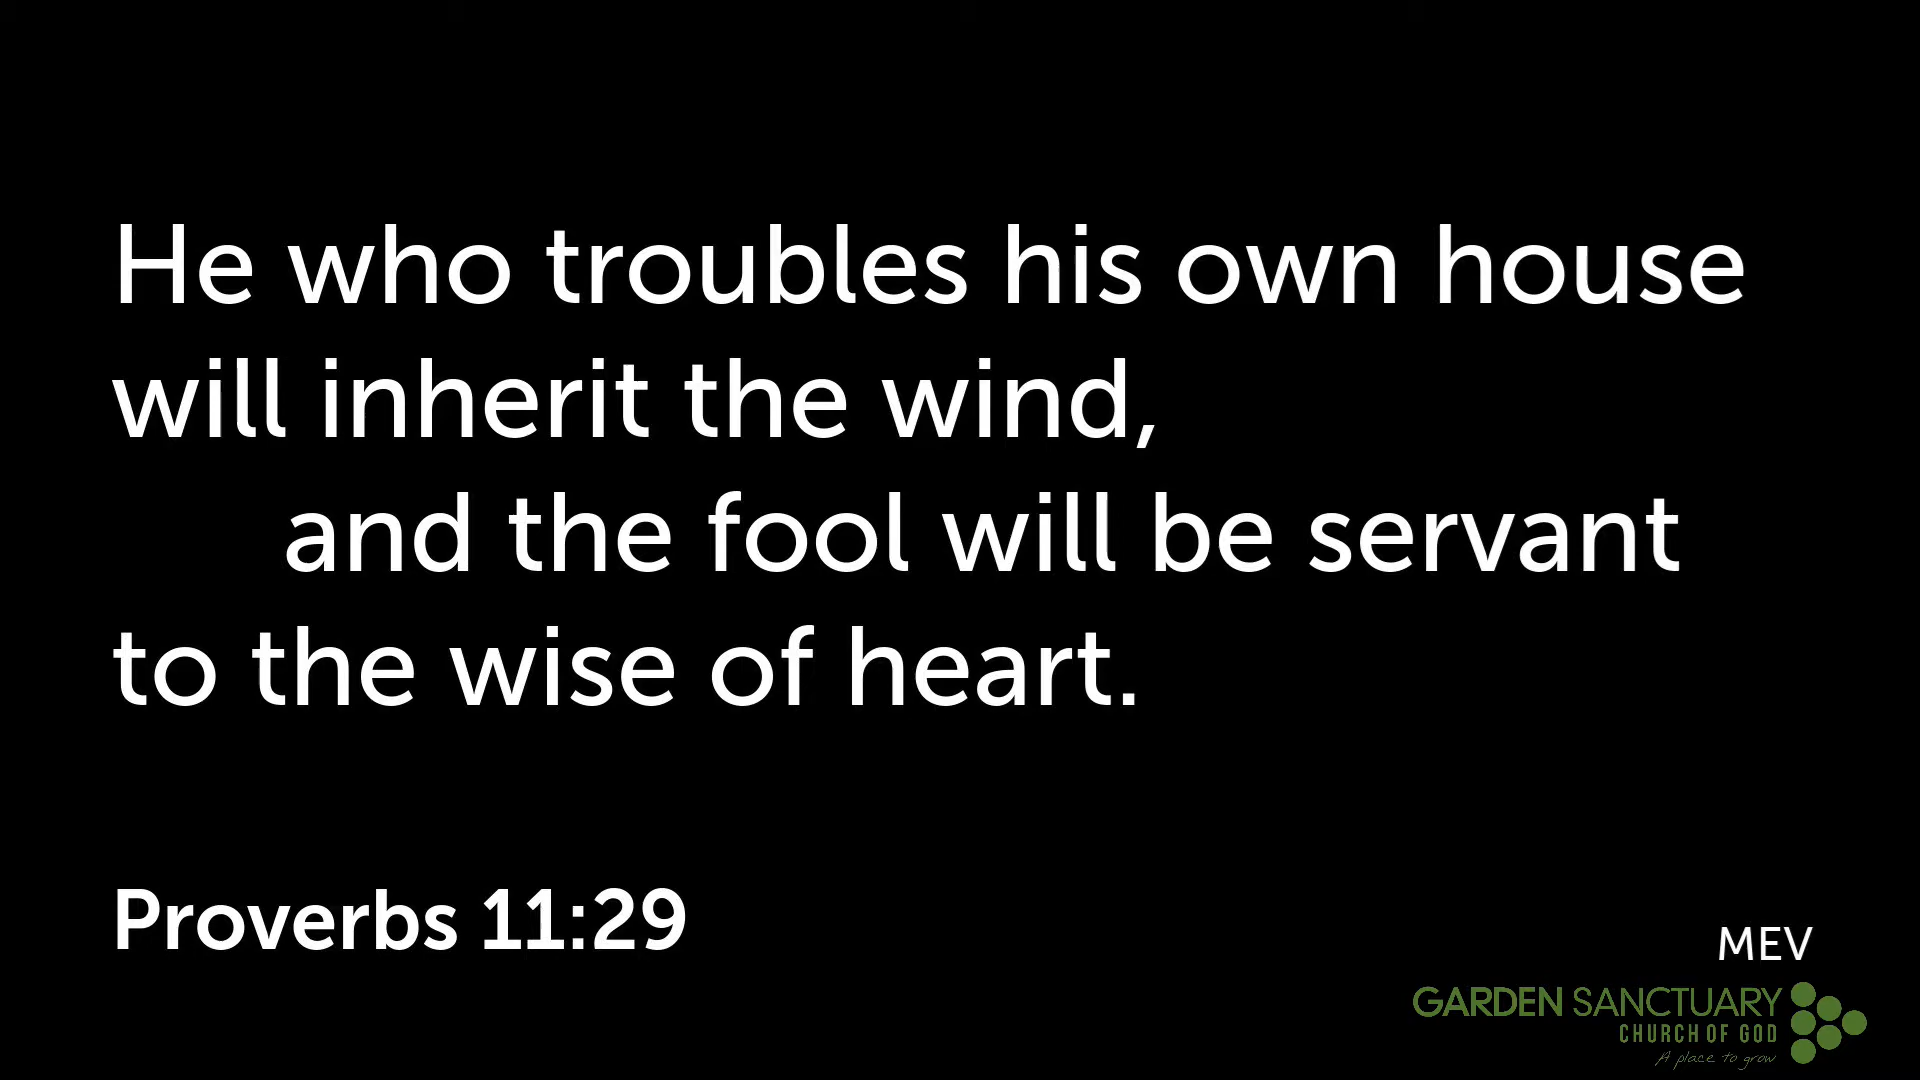 He who troubles his own house
will inherit the wind,
and the fool will be servant
to the wise of heart.
Proverbs 11:29
MEV
GARDEN SANCTUARY
CHURCH OF GOD
A place to grow